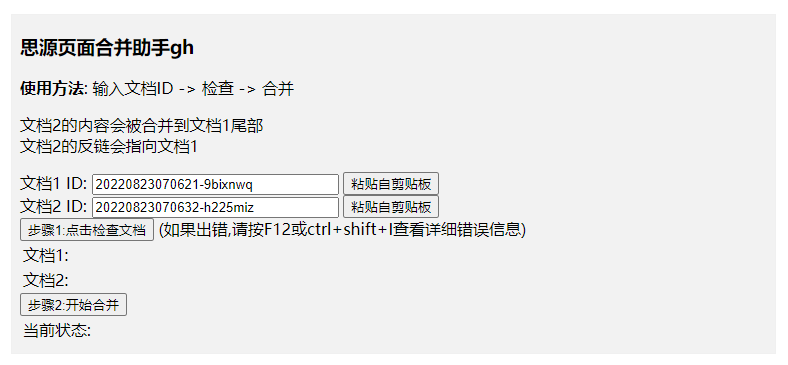 思源页面合并助手gh
使用方法: 输入文档ID -> 检查 -> 合并
文档2的内容会被合并到文档1尾部
文档2的反链会指向文档1
文档1 ID: 20220823070621-9bixnwq 粘贴自剪贴板
文档2 ID: 20220823070632-h225miz 粘贴自剪贴板
步骤1:点击检查文档 (如果出错,请按F12或ctrl+shift+I查看详细错误信息)
文档1:
文档2:
步骤2:开始合并
当前状态: